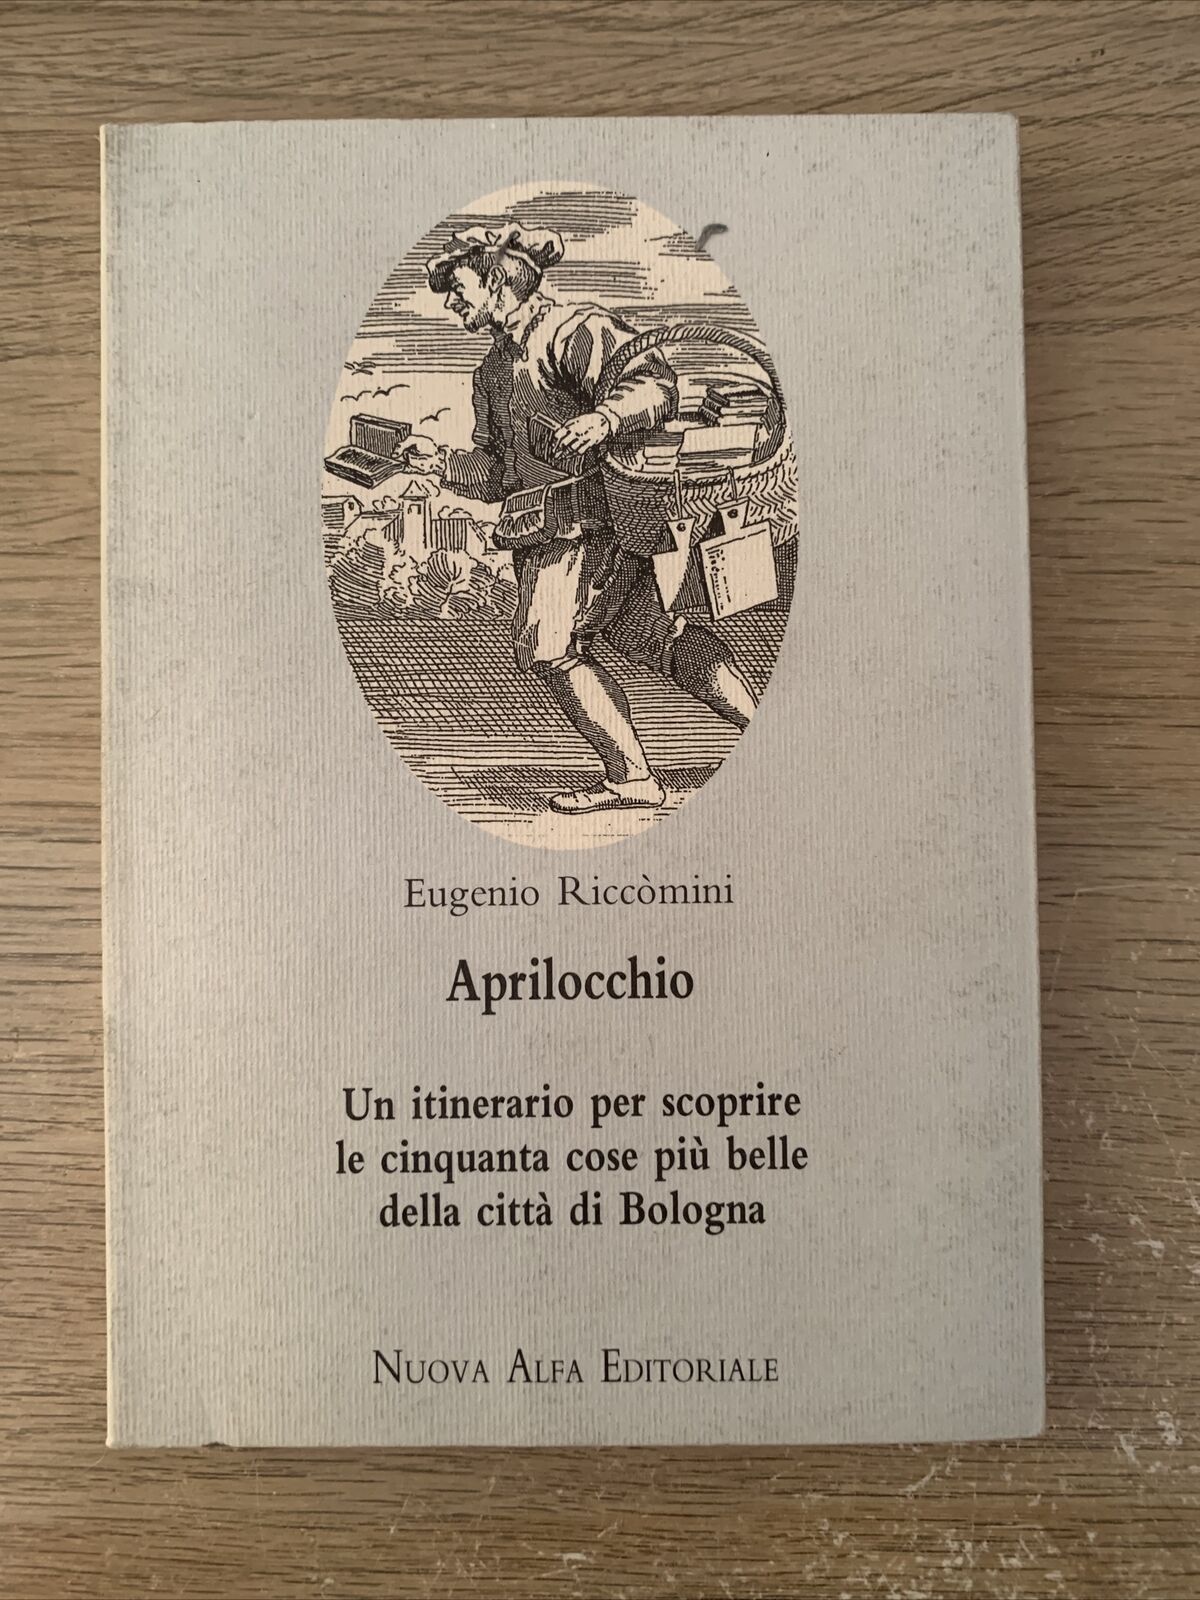 Eugenio Riccòmini
Aprilocchio
Un itinerario per scoprire
le cinquanta cose più belle
della città di Bologna
NUOVA ALFA EDITORIALE